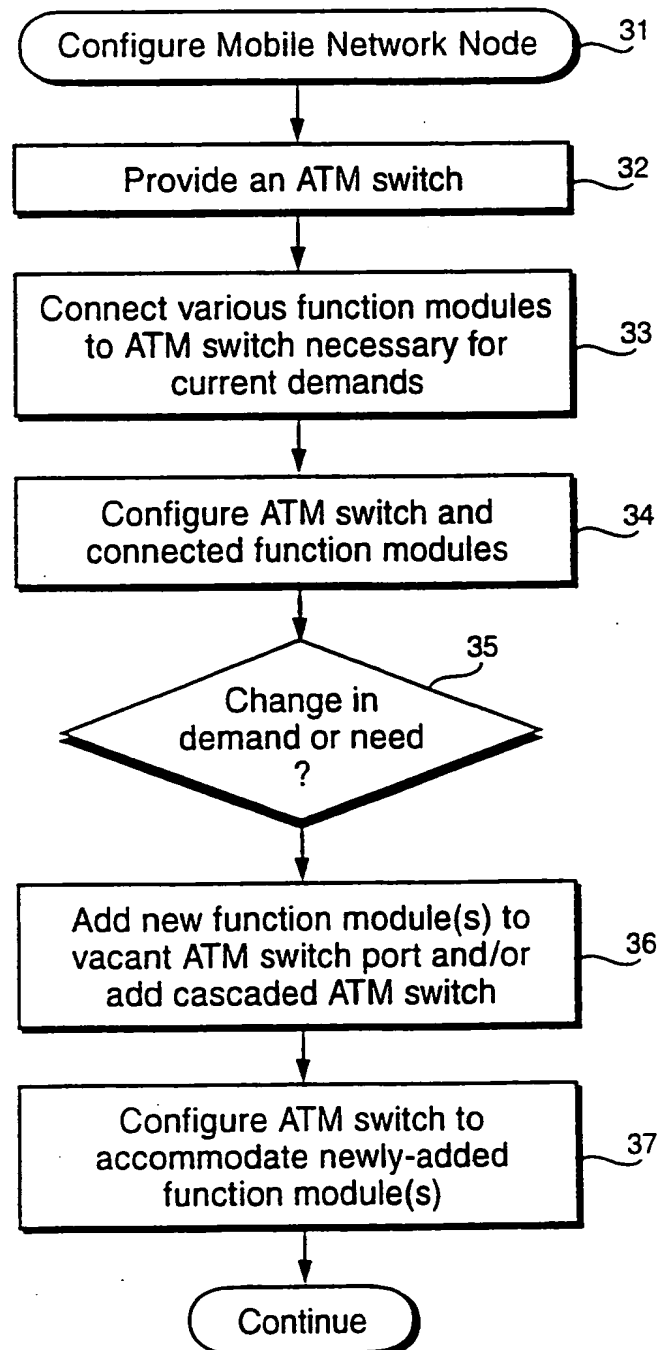 Configure Mobile Network Node
31
Provide an ATM switch
32
Connect various function modules
to ATM switch necessary for
current demands
33
Configure ATM switch and
connected function modules
34
35
Change in
demand or need
?
Add new function module(s) to
vacant ATM switch port and/or
add cascaded ATM switch
36
Configure ATM switch to
accommodate newly-added
function module(s)
37
Continue